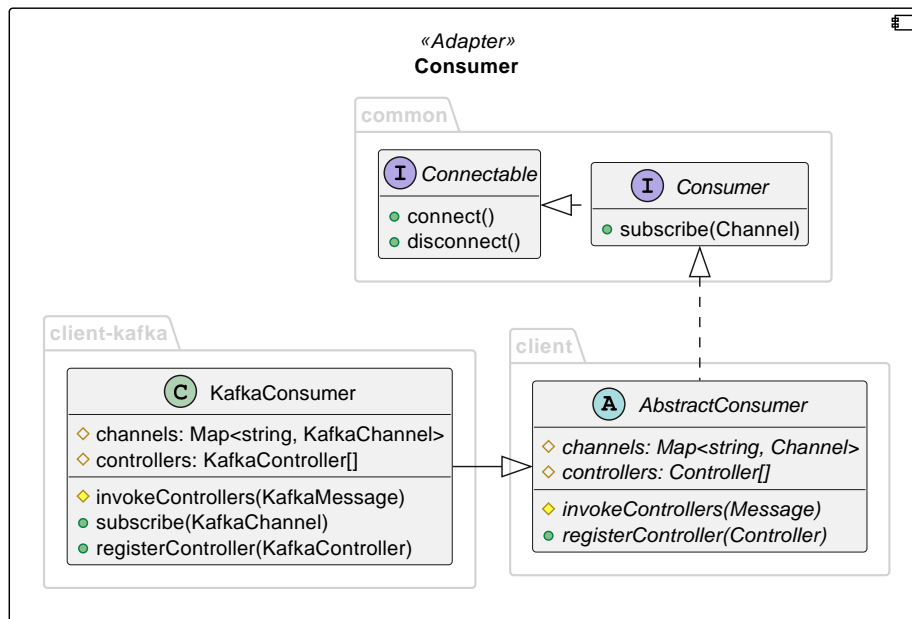 «Adapter»
Consumer
common
I Connectable
connect()
disconnect()
I Consumer
subscribe(Channel)
client-kafka
C KafkaConsumer
channels: Map<string, KafkaChannel>
controllers: KafkaController[]
invokeControllers(KafkaMessage)
subscribe(KafkaChannel)
registerController(KafkaController)
client
A AbstractConsumer
channels: Map<string, Channel>
controllers: Controller[]
invokeControllers(Message)
registerController(Controller)